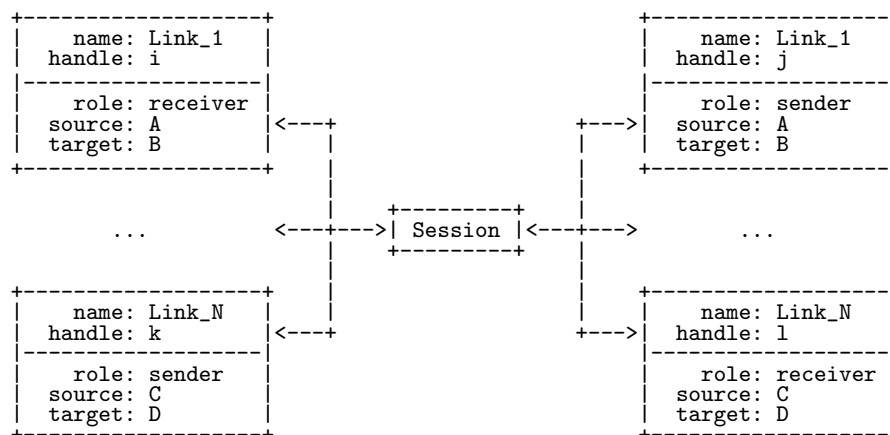 name: Link_1
handle: i
role: receiver
source: A
target: B
name: Link_1
handle: j
role: sender
source: A
target: B
...
Session
...
name: Link_N
handle: k
role: sender
source: C
target: D
name: Link_N
handle: l
role: receiver
source: C
target: D